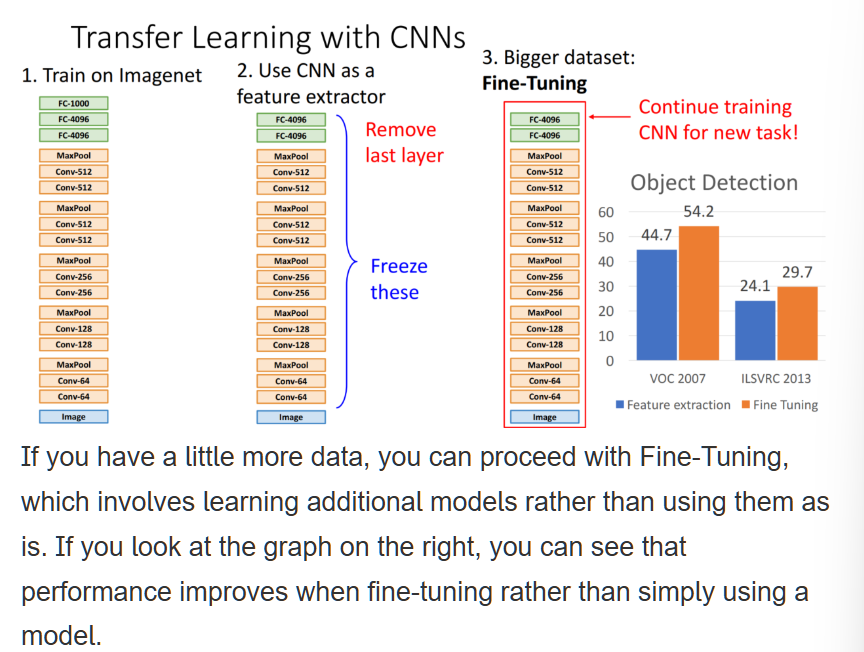 Transfer Learning with CNNs
1. Train on Imagenet
FC-1000
FC-4096
FC-4096
MaxPool
Conv-512
Conv-512
MaxPool
Conv-512
Conv-512
MaxPool
Conv-256
Conv-256
MaxPool
Conv-128
Conv-128
MaxPool
Conv-64
Conv-64
Image
2. Use CNN as a
feature extractor
FC-4096
FC-4096
MaxPool
Conv-512
Conv-512
MaxPool
Conv-512
Conv-512
MaxPool
Conv-256
Conv-256
MaxPool
Conv-128
Conv-128
MaxPool
Conv-64
Conv-64
Image
Remove
last layer
Freeze
these
3. Bigger dataset:
Fine-Tuning
FC-4096
FC-4096
MaxPool
Conv-512
Conv-512
MaxPool
Conv-512
Conv-512
MaxPool
Conv-256
Conv-256
MaxPool
Conv-128
Conv-128
MaxPool
Conv-64
Conv-64
Image
Continue training
CNN for new task!
Object Detection
60
50
40
30
20
10
0
44.7
54.2
24.1
29.7
VOC 2007
ILSVRC 2013
Feature extraction
Fine Tuning
If you have a little more data, you can proceed with Fine-Tuning,
which involves learning additional models rather than using them as
is. If you look at the graph on the right, you can see that
performance improves when fine-tuning rather than simply using a
model.